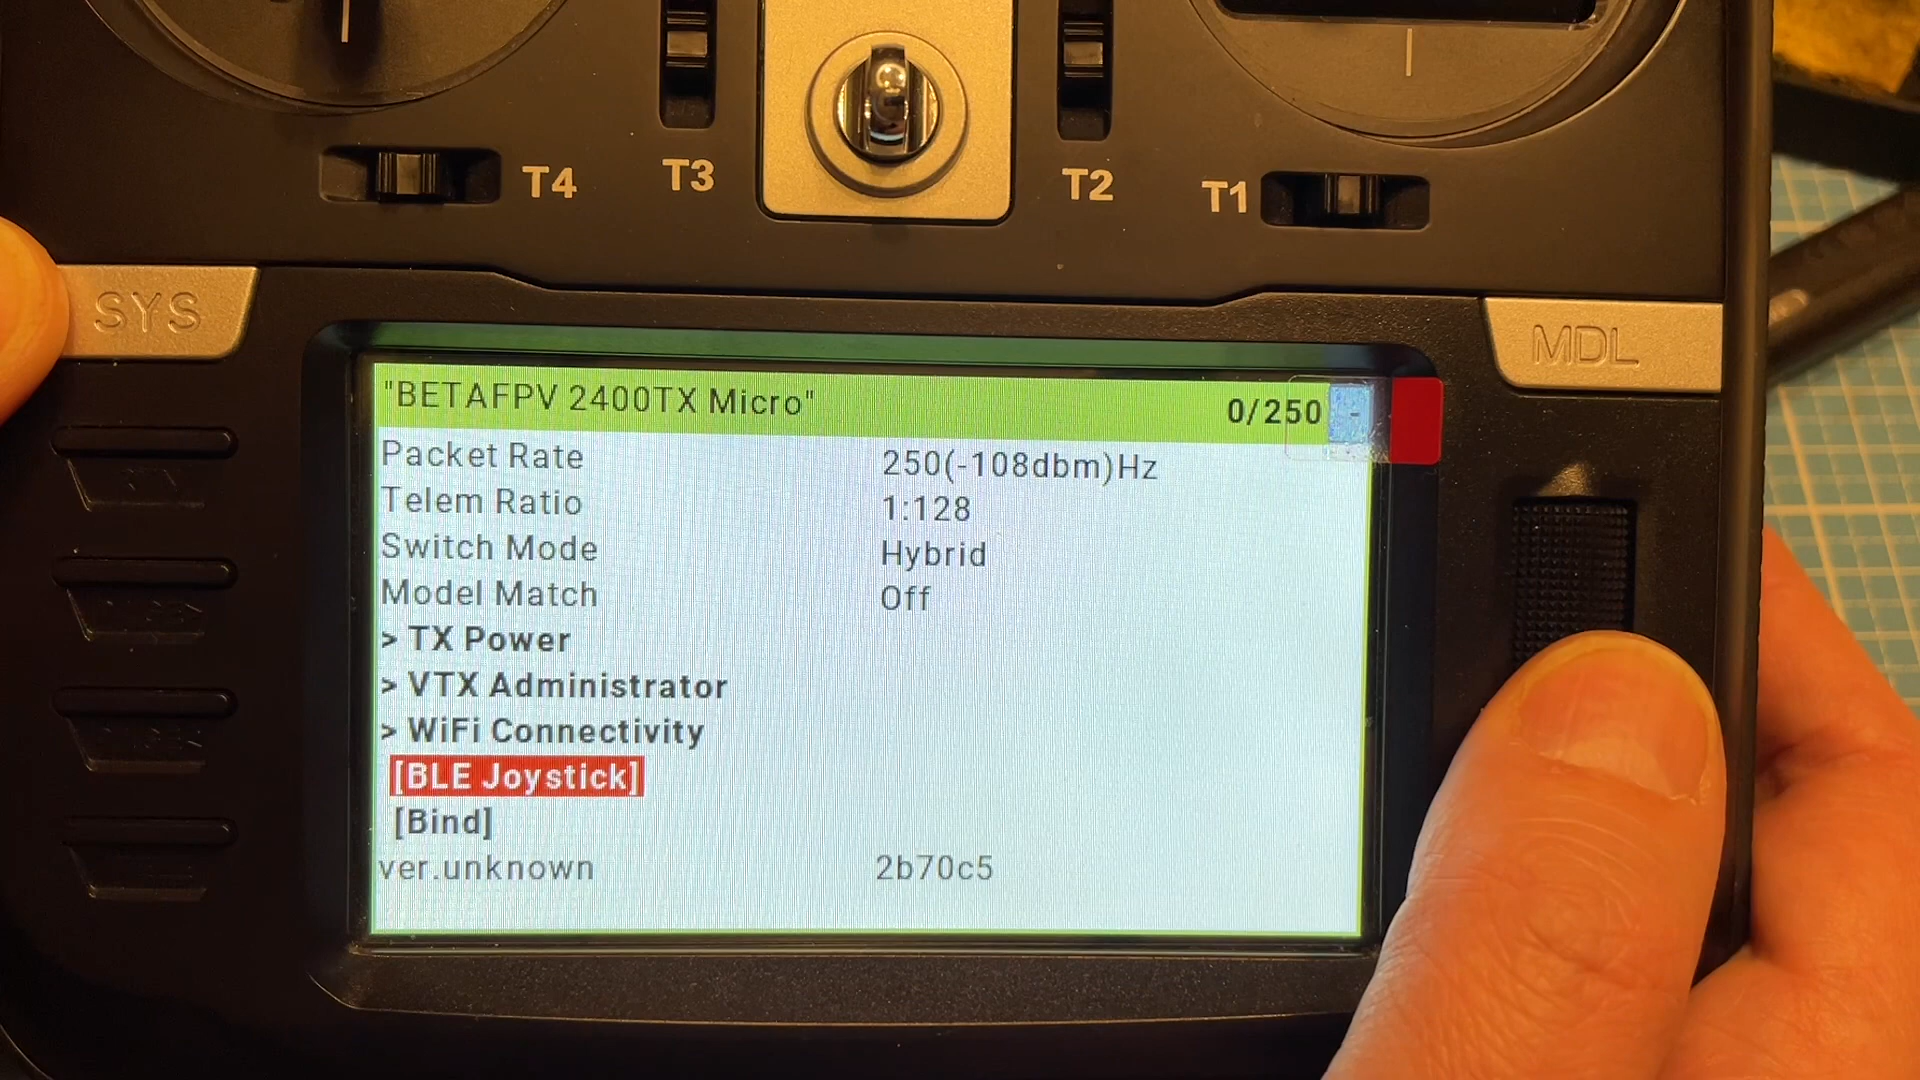 T4
T3
T2
T1
SYS
MDL
"BETAFPV 2400TX Micro" 0/250 -
Packet Rate 250(-108dbm)Hz
Telem Ratio 1:128
Switch Mode Hybrid
Model Match Off
> TX Power
> VTX Administrator
> WiFi Connectivity
[BLE Joystick]
[Bind]
ver.unknown 2b70c5